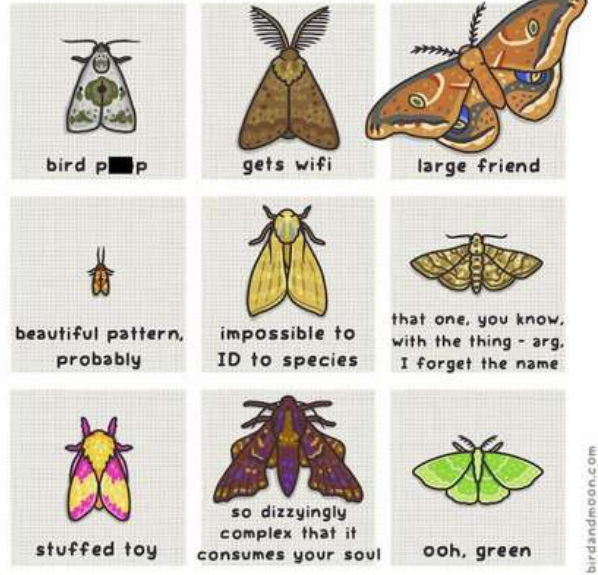 bird p p
gets wifi
large friend
beautiful pattern,
probably
impossible to
ID to species
that one, you know,
with the thing - arg,
I forget the name
stuffed toy
so dizzyingly
complex that it
consumes your soul
ooh, green
birdandmoon.com